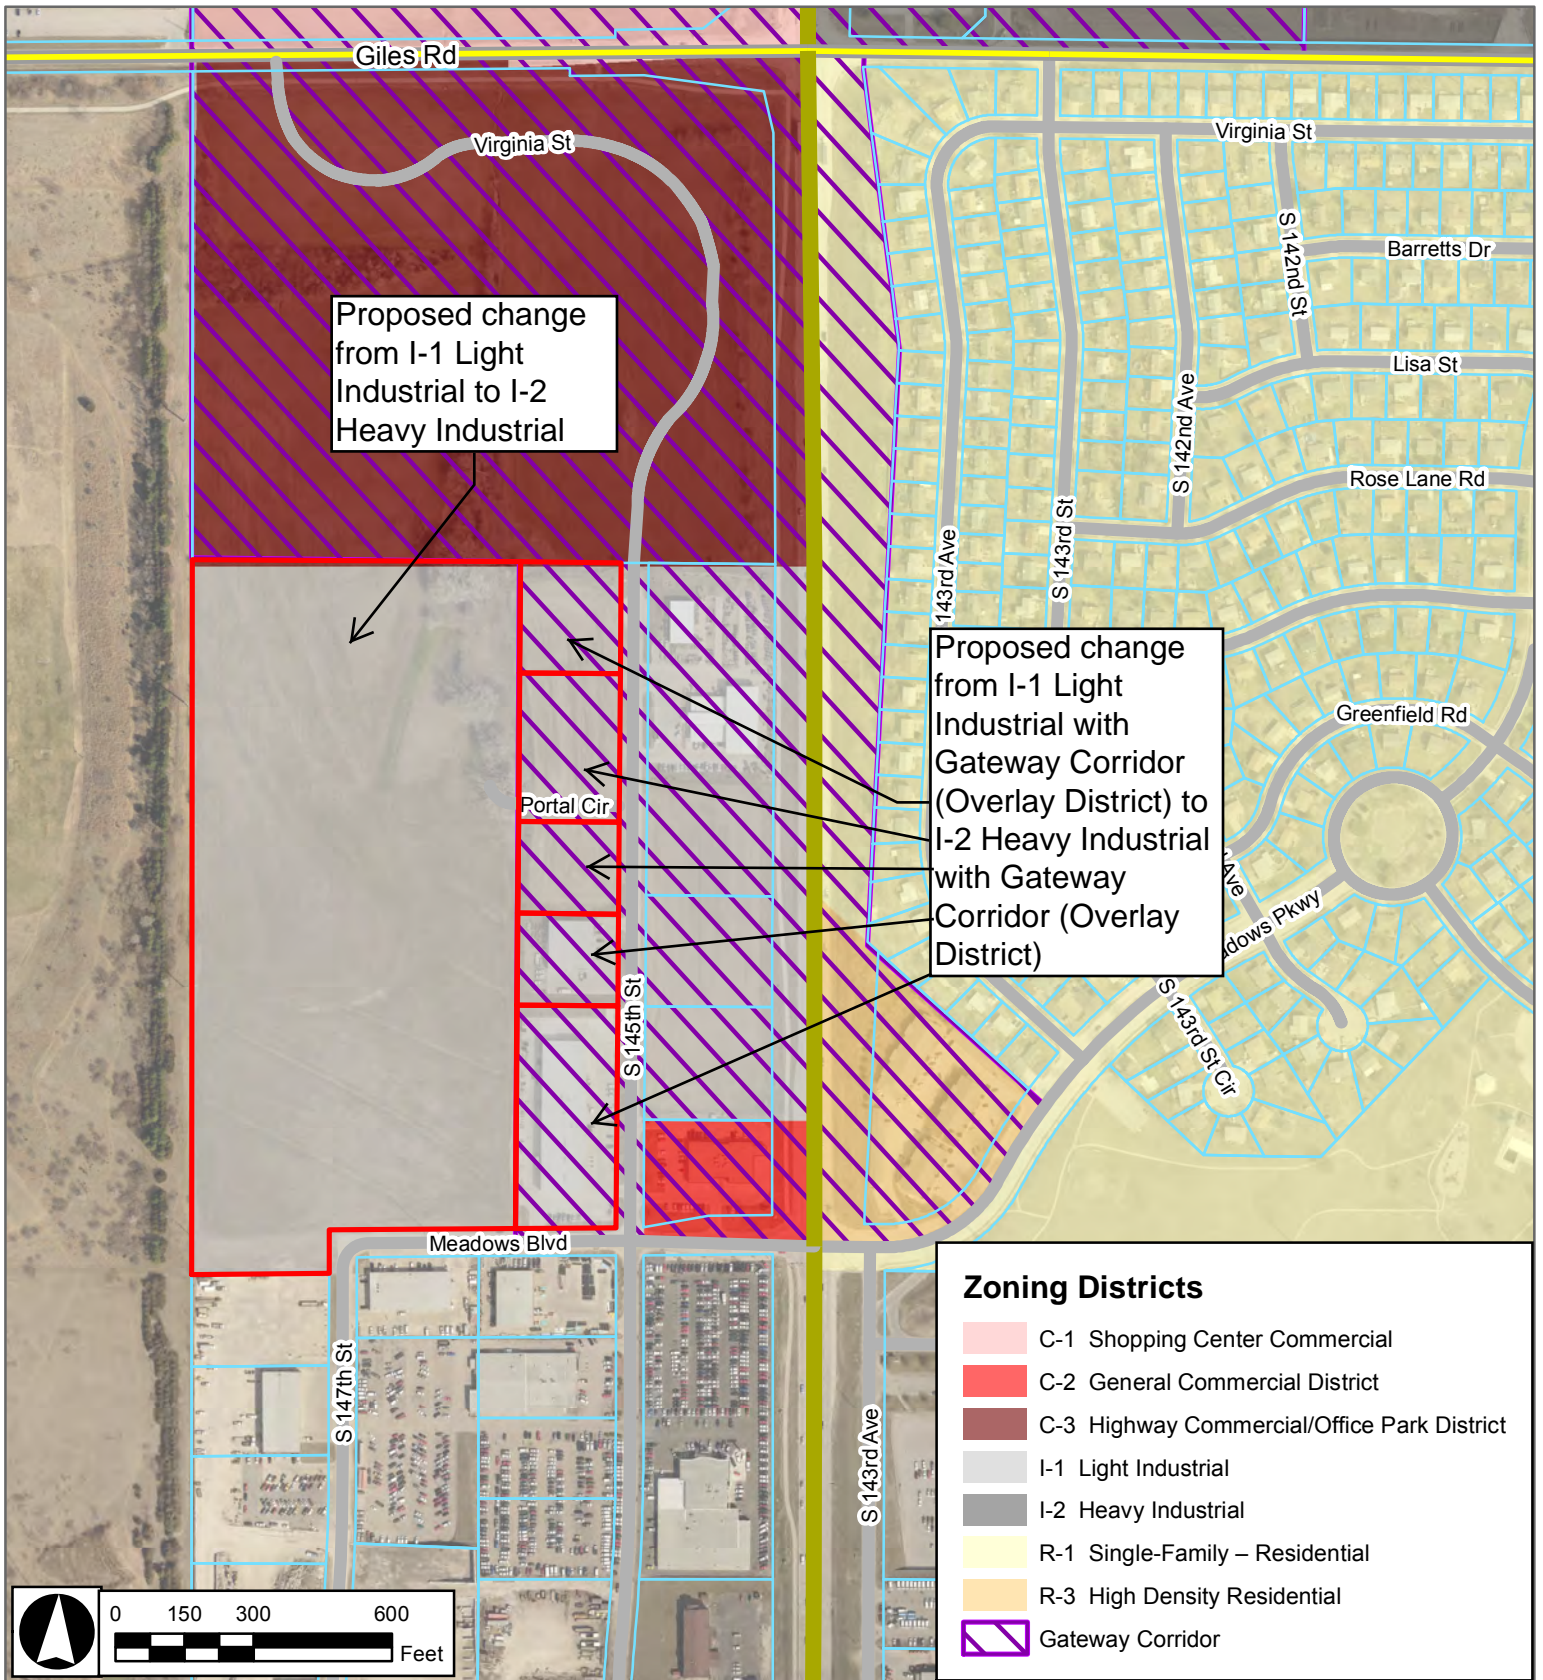 Giles Rd
Virginia St
Virginia St
S 142nd St
Barretts Dr
Proposed change
from I-1 Light
Industrial to I-2
Heavy Industrial
Lisa St
S 142nd Ave
Rose Lane Rd
S 143rd St
143rd Ave
Proposed change
from I-1 Light
Industrial with
Gateway Corridor
(Overlay District) to
I-2 Heavy Industrial
with Gateway
Corridor (Overlay
District)
Greenfield Rd
Portal Cir
Ave
adows Pkwy
S 145th St
S 143rd St Cir
Meadows Blvd
S 147th St
S 143rd Ave
Zoning Districts
C-1 Shopping Center Commercial
C-2 General Commercial District
C-3 Highway Commercial/Office Park District
I-1 Light Industrial
I-2 Heavy Industrial
R-1 Single-Family – Residential
R-3 High Density Residential
Gateway Corridor
0 150 300 600
Feet